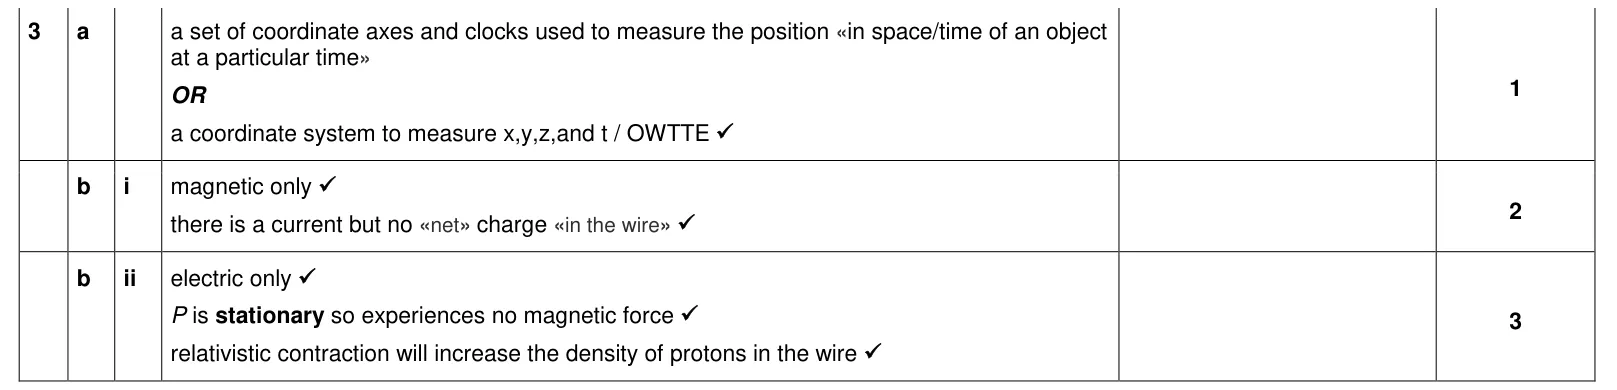 3 a a set of coordinate axes and clocks used to measure the position «in space/time of an object
at a particular time»
OR
1
a coordinate system to measure x,y,z,and t / OWTTE ✓
b i magnetic only ✓
2
there is a current but no «net» charge «in the wire» ✓
b ii electric only ✓
P is stationary so experiences no magnetic force ✓
3
relativistic contraction will increase the density of protons in the wire ✓